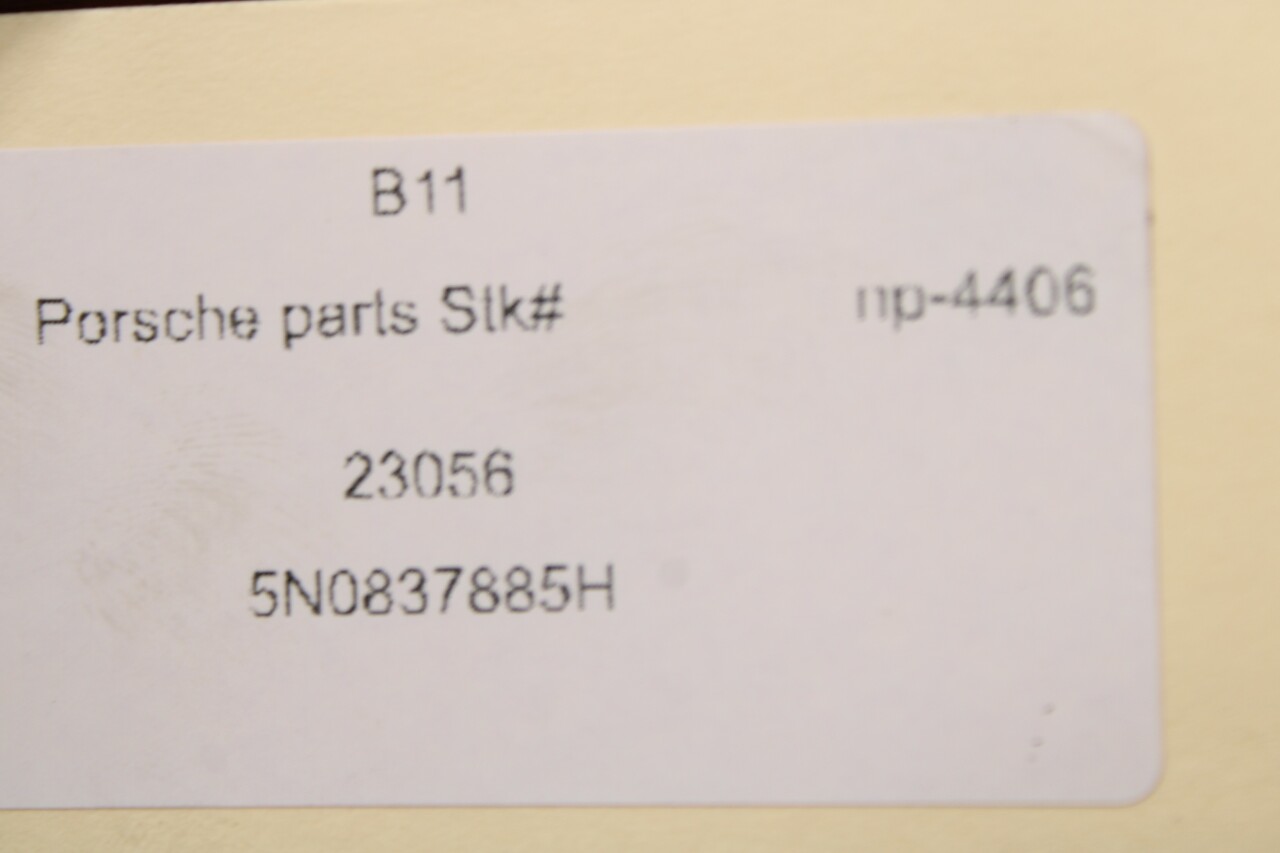 B11
Porsche parts Stk# np-4406
23056
5N0837885H